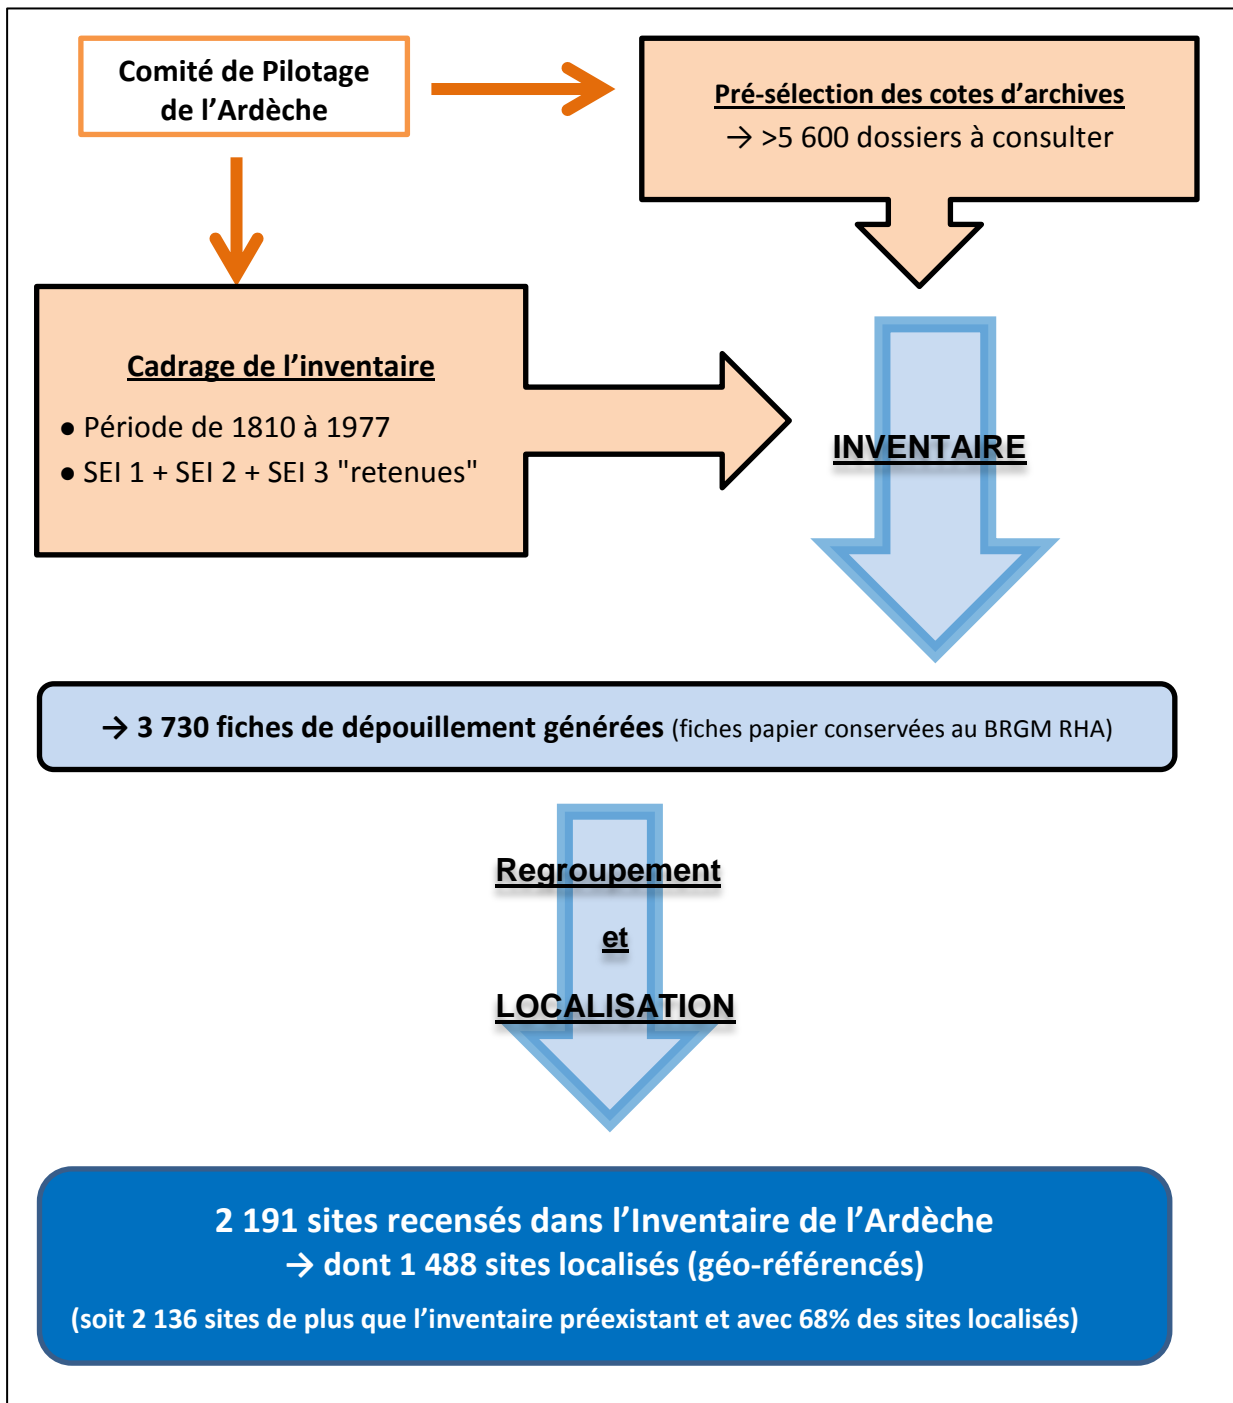 Comité de Pilotage
de l’Ardèche
Pré-sélection des cotes d’archives
→ >5 600 dossiers à consulter
Cadrage de l’inventaire
● Période de 1810 à 1977
● SEI 1 + SEI 2 + SEI 3 "retenues"
INVENTAIRE
→ 3 730 fiches de dépouillement générées (fiches papier conservées au BRGM RHA)
Regroupement
et
LOCALISATION
2 191 sites recensés dans l’Inventaire de l’Ardèche
→ dont 1 488 sites localisés (géo-référencés)
(soit 2 136 sites de plus que l’inventaire préexistant et avec 68% des sites localisés)